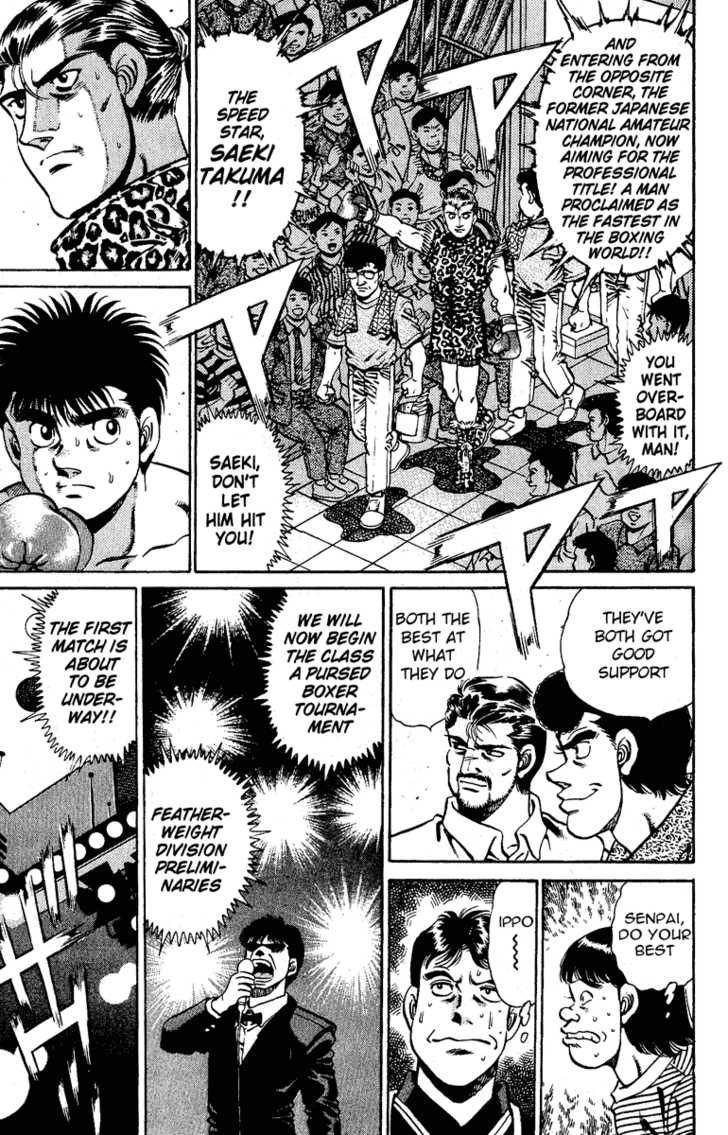 AND
ENTERING FROM
THE OPPOSITE
CORNER, THE
FORMER JAPANESE
NATIONAL AMATEUR
CHAMPION, NOW
AIMING FOR THE
PROFESSIONAL
TITLE! A MAN
PROCLAIMED AS
THE FASTEST IN
THE BOXING
WORLD!!
THE
SPEED
STAR,
SAEKI
TAKUMA
!!
YOU
WENT
OVER-
BOARD
WITH IT,
MAN!
SAEKI,
DON'T
LET
HIM HIT
YOU!
THEY'VE
BOTH GOT
GOOD
SUPPORT
BOTH THE
BEST AT
WHAT
THEY DO
SENPAI,
DO YOUR
BEST
IPPO
WE WILL
NOW BEGIN
THE CLASS
A PURSED
BOXER
TOURNA-
MENT
FEATHER-
WEIGHT
DIVISION
PRELIMI-
NARIES
THE FIRST
MATCH IS
ABOUT
TO BE
UNDER-
WAY!!